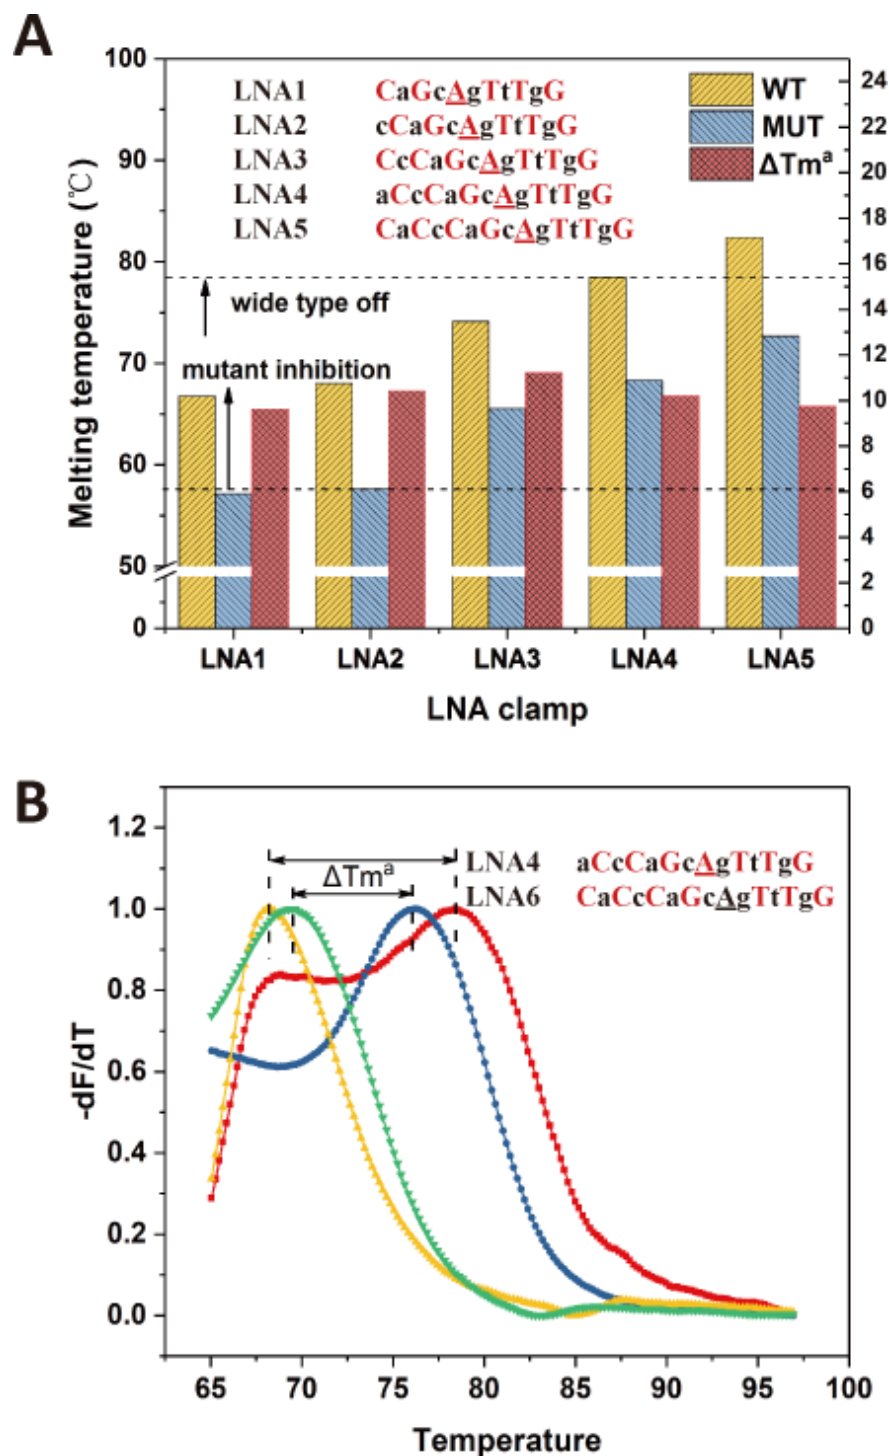 A
100
90
80
70
60
50
0
Melting temperature (℃)
LNA1 CaGcAgTtTgG
LNA2 cCaGcAgTtTgG
LNA3 CcCaGcAgTtTgG
LNA4 aCcCaGcAgTtTgG
LNA5 CaCcCaGcAgTtTgG
WT
MUT
ΔTmᵃ
wide type off
mutant inhibition
24
22
20
18
16
14
12
10
8
6
4
2
0
LNA1 LNA2 LNA3 LNA4 LNA5
LNA clamp
B
1.2
1.0
0.8
0.6
0.4
0.2
0.0
-dF/dT
ΔTmᵃ
LNA4 aCcCaGcAgTtTgG
LNA6 CaCcCaGcAgTtTgG
65 70 75 80 85 90 95 100
Temperature